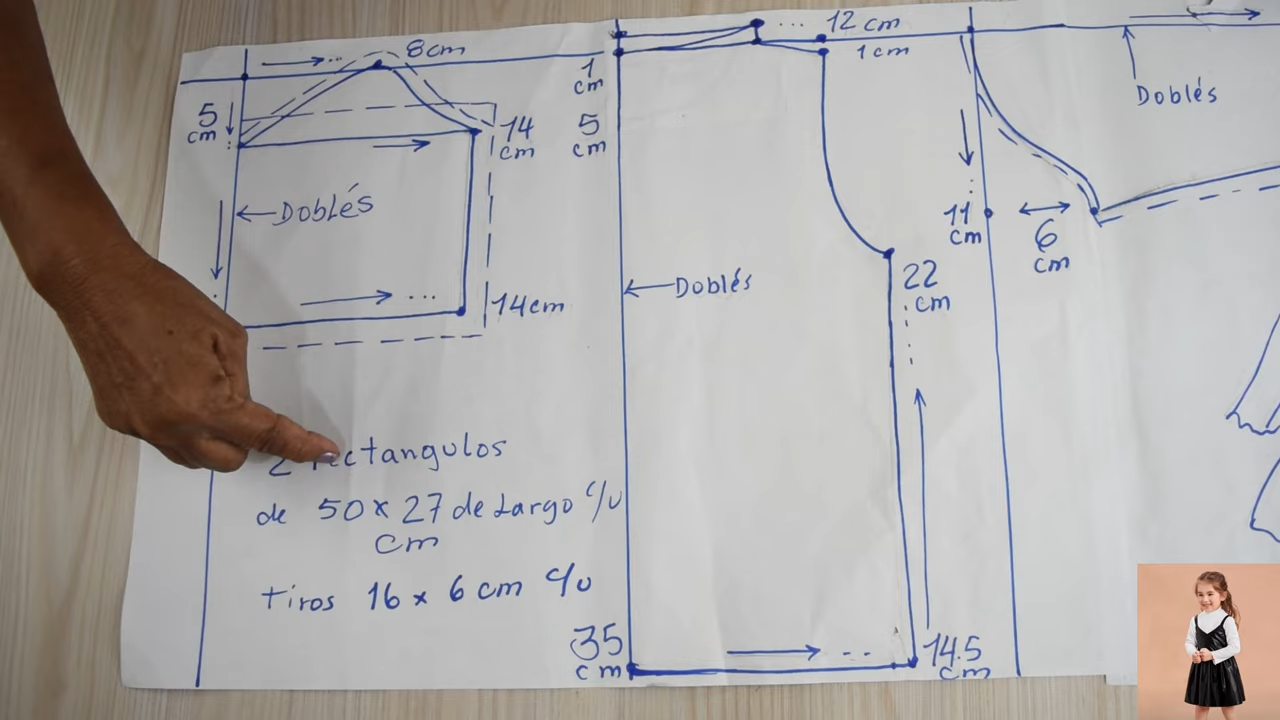 8cm
5
cm
14
cm
DOBLÉS
14cm
2 rectangulos
de 50 x 27 de Largo c/u
cm
tiros 16 x 6 cm c/u
1
cm
5
cm
12 cm
1 cm
Doblés
22
cm
35
cm
14.5
cm
11
cm
6
cm
Doblés